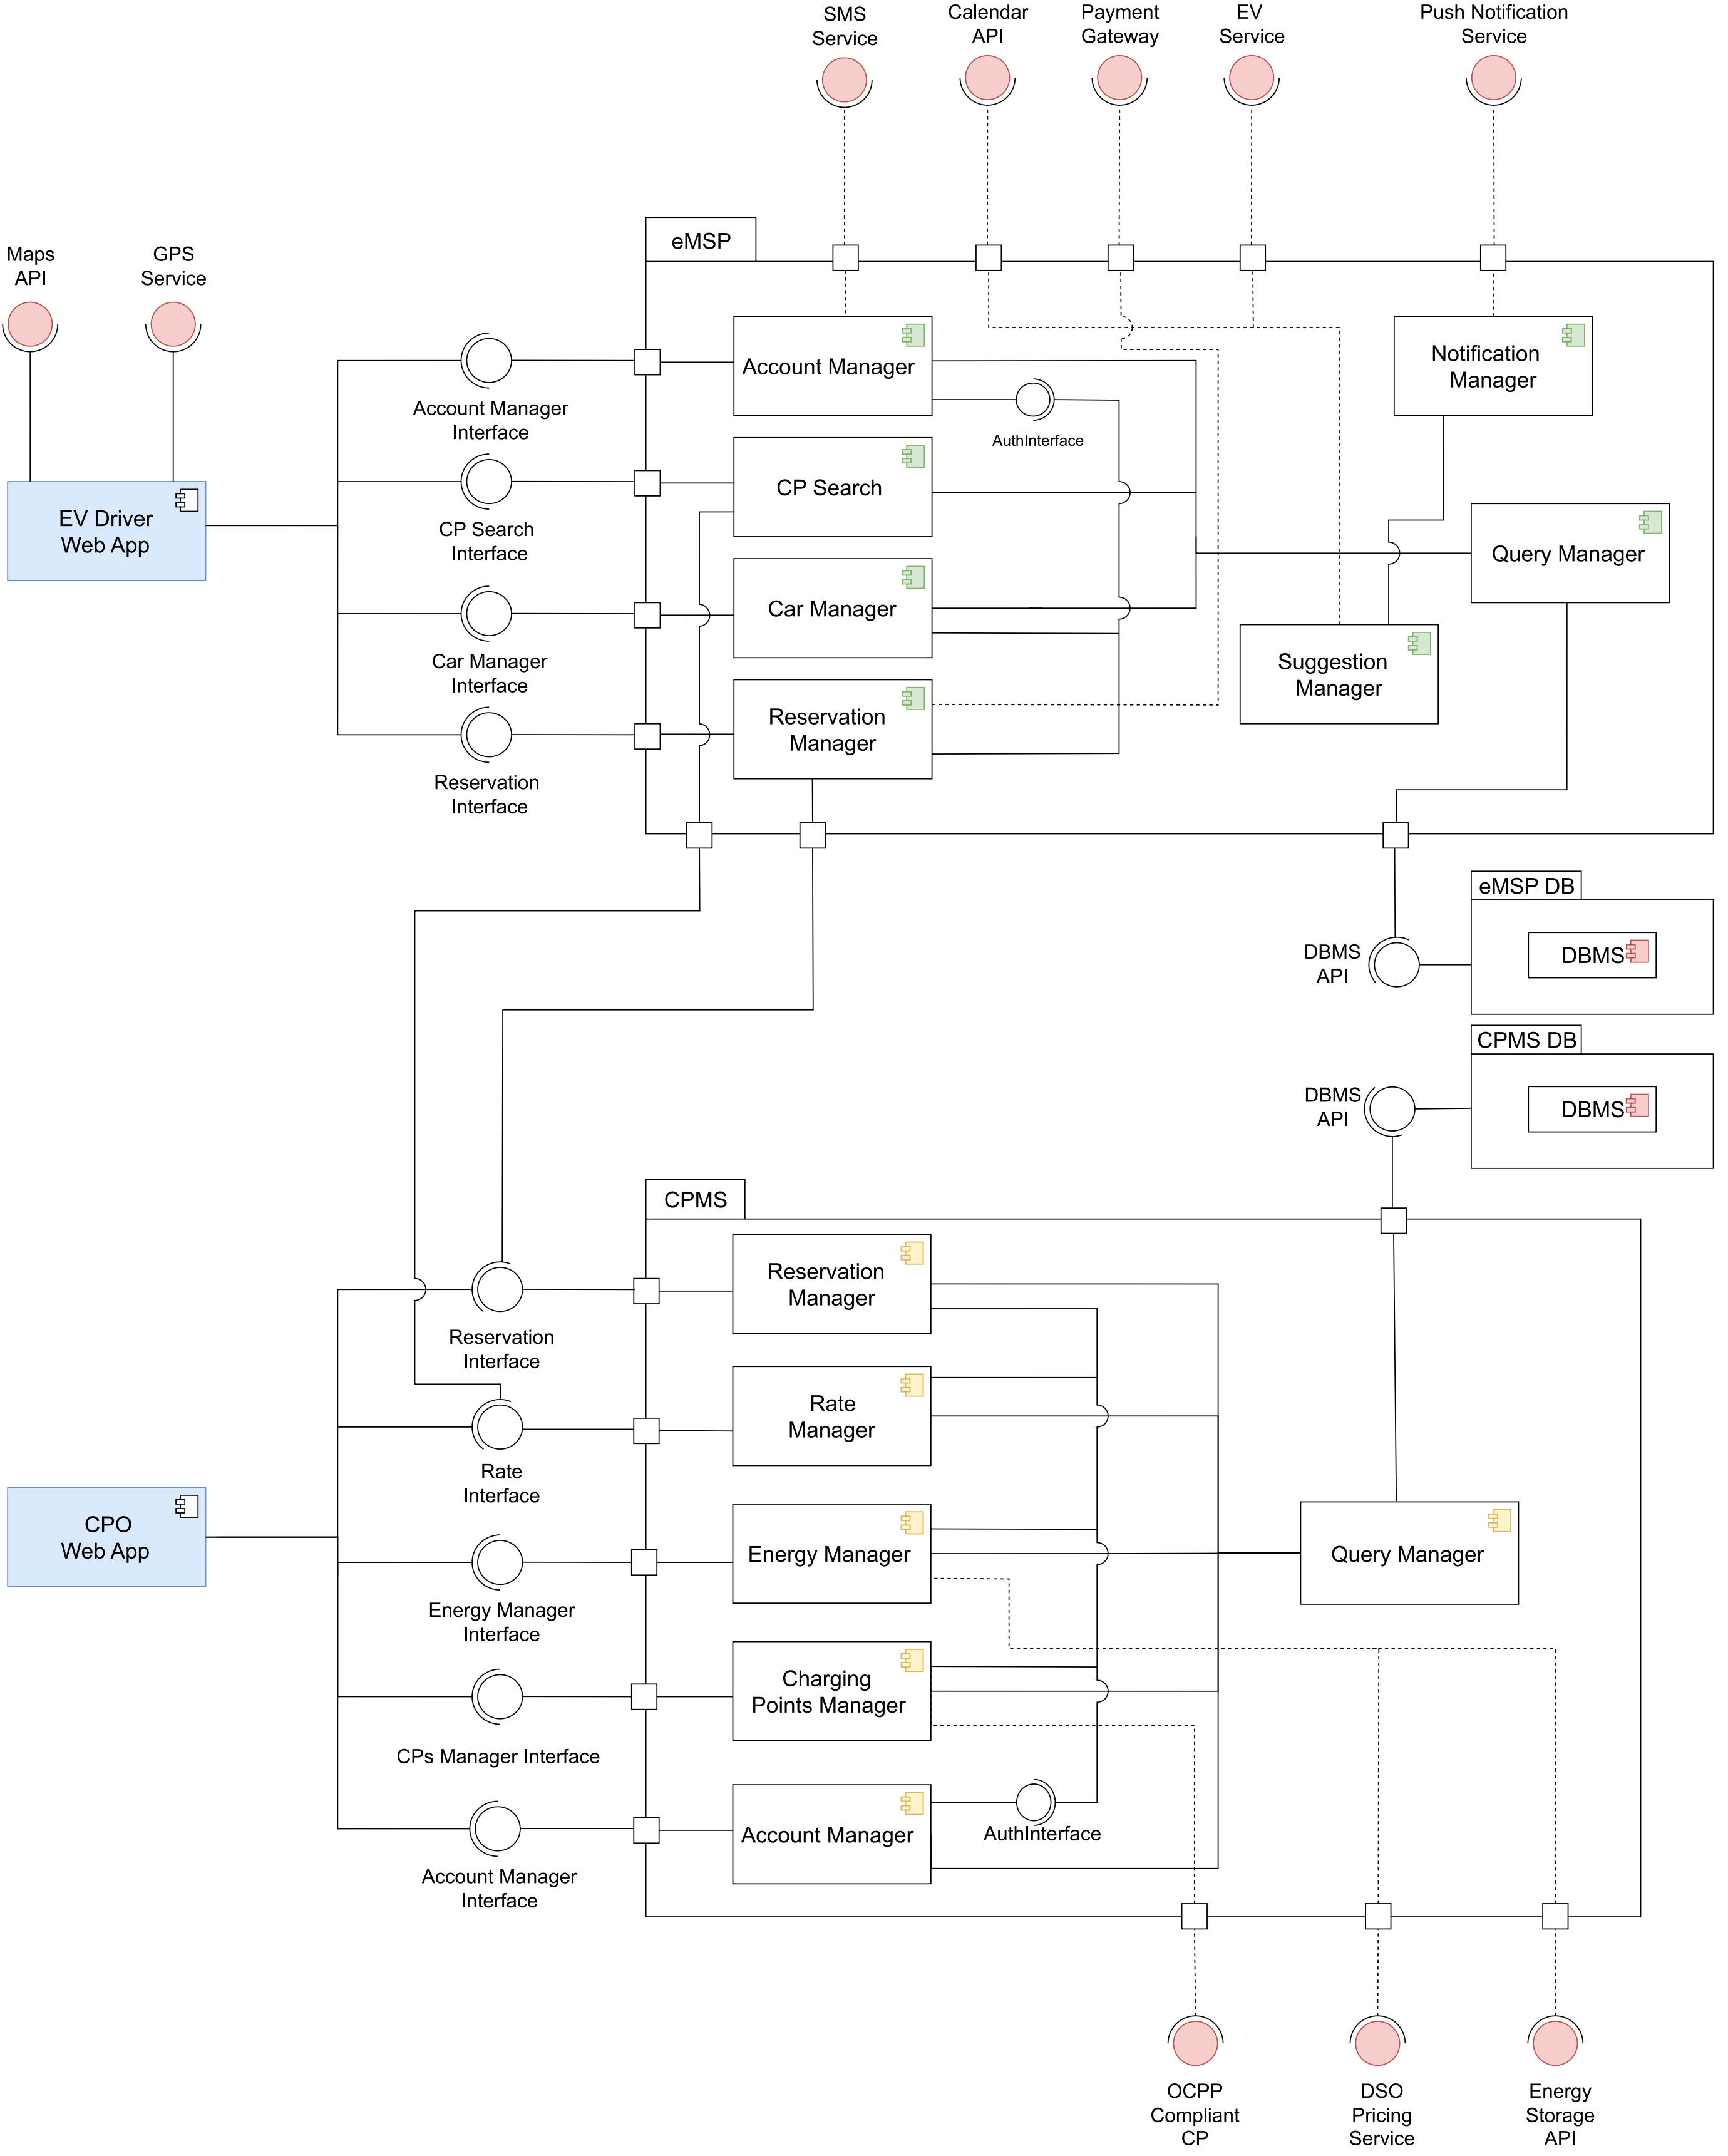 SMS
Service
Calendar
API
Payment
Gateway
EV
Service
Push Notification
Service
eMSP
Maps
API
GPS
Service
Account Manager
Interface
CP Search
Interface
Car Manager
Interface
Reservation
Interface
EV Driver
Web App
Account Manager
AuthInterface
CP Search
Car Manager
Reservation
Manager
Notification
Manager
Query Manager
Suggestion
Manager
eMSP DB
DBMS
API
DBMS
CPMS DB
DBMS
API
DBMS
CPMS
Reservation
Interface
Rate
Interface
Energy Manager
Interface
CPs Manager Interface
Account Manager
Interface
CPO
Web App
Reservation
Manager
Rate
Manager
Energy Manager
Charging
Points Manager
Account Manager
AuthInterface
Query Manager
OCPP
Compliant
CP
DSO
Pricing
Service
Energy
Storage
API